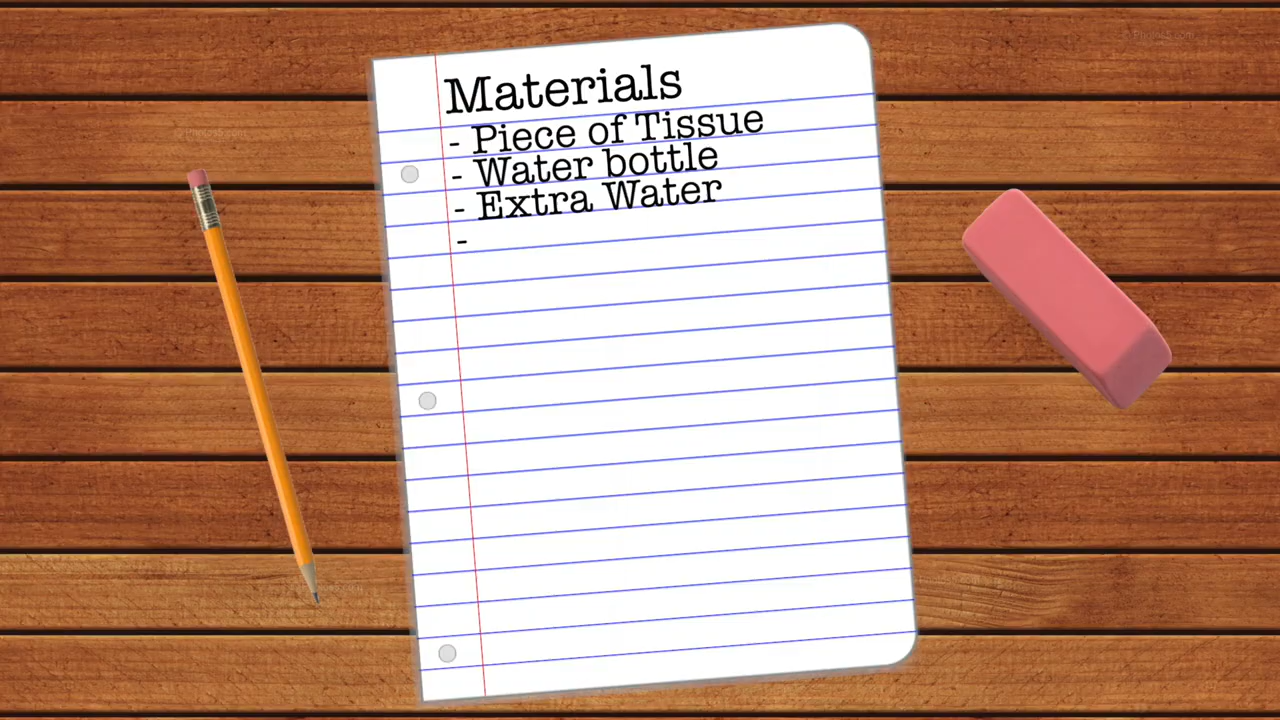 Materials
- Piece of Tissue
- Water bottle
- Extra Water
-